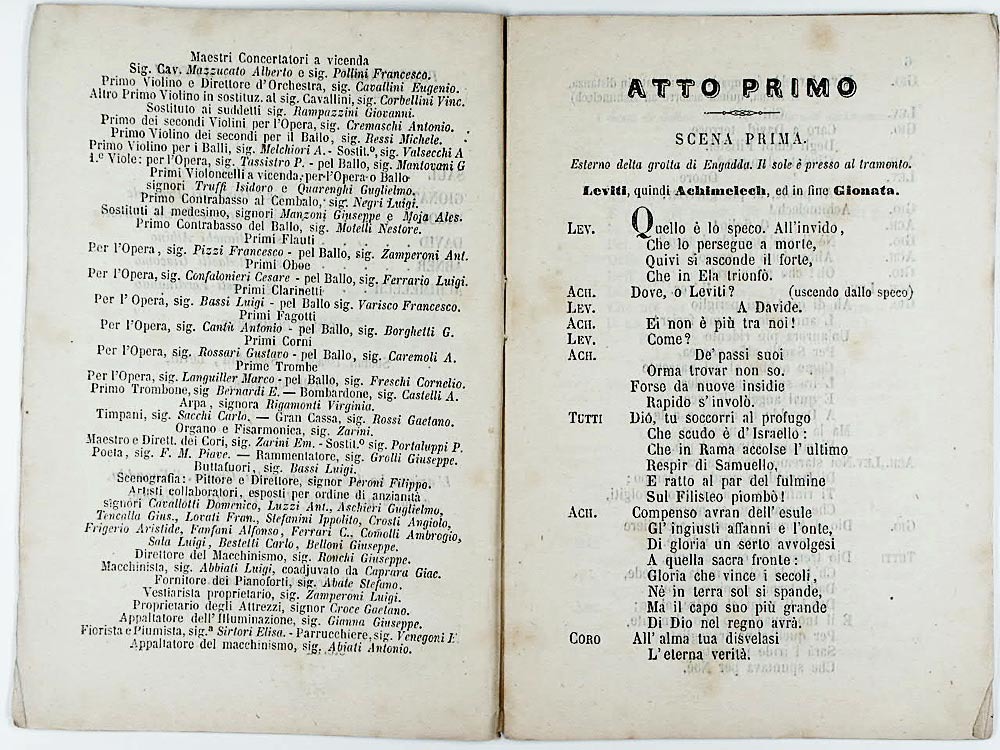 Maestri Concertatori a vicenda
Sig. Cav. Mazzucato Alberto e sig. Pollini Francesco.
Primo Violino e Direttore d'Orchestra, sig. Cavallini Eugenio.
Altro Primo Violino in sostituz. al sig. Cavallini, sig. Corbellini Vinc.
Sostituto ai suddetti sig. Rampazzini Giovanni.
Primo dei secondi Violini per l'Opera, sig. Cremaschi Antonio.
Primo Violino dei secondi per il Ballo, sig. Ressi Michele.
Primo Violino per i Balli, sig. Melchiori A. - Sostit.º, sig. Valsecchi A
1.e Viole: per l'Opera, sig. Tassistro P. - pel Ballo, sig. Mantovani G
Primi Violoncelli a vicenda, per l'Opera o Ballo
signori Truffi Isidoro e Quarenghi Guglielmo.
Primo Contrabasso al Cembalo, sig. Negri Luigi.
Sostituti al medesimo, signori Manzoni Giuseppe e Moja Ales.
Primo Contrabasso del Ballo, sig. Motelli Nestore.
Primi Flauti
Per l'Opera, sig. Pizzi Francesco - pel Ballo, sig. Zamperoni Ant.
Primi Oboe
Per l'Opera, sig. Confalonieri Cesare - pel Ballo, sig. Ferrario Luigi.
Primi Clarinetti
Per l'Opera, sig. Bassi Luigi - pel Ballo sig. Varisco Francesco.
Primi Fagotti
Per l'Opera, sig. Cantù Antonio - pel Ballo, sig. Borghetti G.
Primi Corni
Per l'Opera, sig. Rossari Gustavo - pel Ballo, sig. Caremoli A.
Prime Trombe
Per l'Opera, sig. Languiller Marco - pel Ballo, sig. Freschi Cornelio.
Primo Trombone, sig Bernardi E. — Bombardone, sig. Castelli A.
Arpa, signora Rigamonti Virginia.
Timpani, sig. Sacchi Carlo. — Gran Cassa, sig. Rossi Gaetano.
Organo e Fisarmonica, sig. Zarini.
Maestro e Dirett. dei Cori, sig. Zarini Em. - Sostit.º sig. Portaluppi P.
Poeta, sig. F. M. Piave. — Rammentatore, sig. Grolli Giuseppe.
Buttafuori, sig. Bassi Luigi.
Scenografia: Pittore e Direttore, signor Peroni Filippo.
Artisti collaboratori, esposti per ordine di anzianità
signori Cavallotti Domenico, Luzzi Ant., Aschieri Guglielmo,
Tencalla Gius., Lovati Fran., Stefanini Ippolito, Crosti Angiolo,
Frigerio Aristide, Fanfani Alfonso, Ferrari C., Comolli Ambrogio,
Sala Luigi, Bestetti Carlo, Belloni Giuseppe.
Direttore del Macchinismo, sig. Ronchi Giuseppe.
Macchinista, sig. Abbiati Luigi, coadjuvato da Caprara Giac.
Fornitore dei Pianoforti, sig. Abate Stefano.
Vestiarista proprietario, sig. Zamperoni Luigi.
Proprietario degli Attrezzi, signor Croce Gaetano.
Appaltatore dell'Illuminazione, sig. Gianna Giuseppe.
Fiorista e Piumista, sig.a Sirtori Elisa. - Parrucchiere, sig. Venegoni E
Appaltatore del macchinismo, sig. Abiati Antonio.
ATTO PRIMO
SCENA PRIMA.
Esterno della grotta di Engadda. Il sole è presso al tramonto.
Leviti, quindi Achimelech, ed in fine Gionata.
LEV. Quello è lo speco. All'invido,
Che lo persegue a morte,
Quivi si asconde il forte,
Che in Ela trionfò.
ACH. Dove, o Leviti? (uscendo dallo speco)
LEV. A Davide.
ACH. Ei non è più tra noi!
LEV. Come?
ACH. De' passi suoi
Orma trovar non so.
Forse da nuove insidie
Rapido s'involò.
TUTTI Dio, tu soccorri al profugo
Che scudo è d'Israello:
Che in Rama accolse l'ultimo
Respir di Samuello,
E ratto al par del fulmine
Sul Filisteo piombò!
ACH. Compenso avran dell'esule
Gl'ingiusti affanni e l'onte,
Di gloria un serto avvolgesi
A quella sacra fronte:
Gloria che vince i secoli,
Nè in terra sol si spande,
Ma il capo suo più grande
Di Dio nel regno avrà.
CORO All'alma tua disvelasi
L'eterna verità.